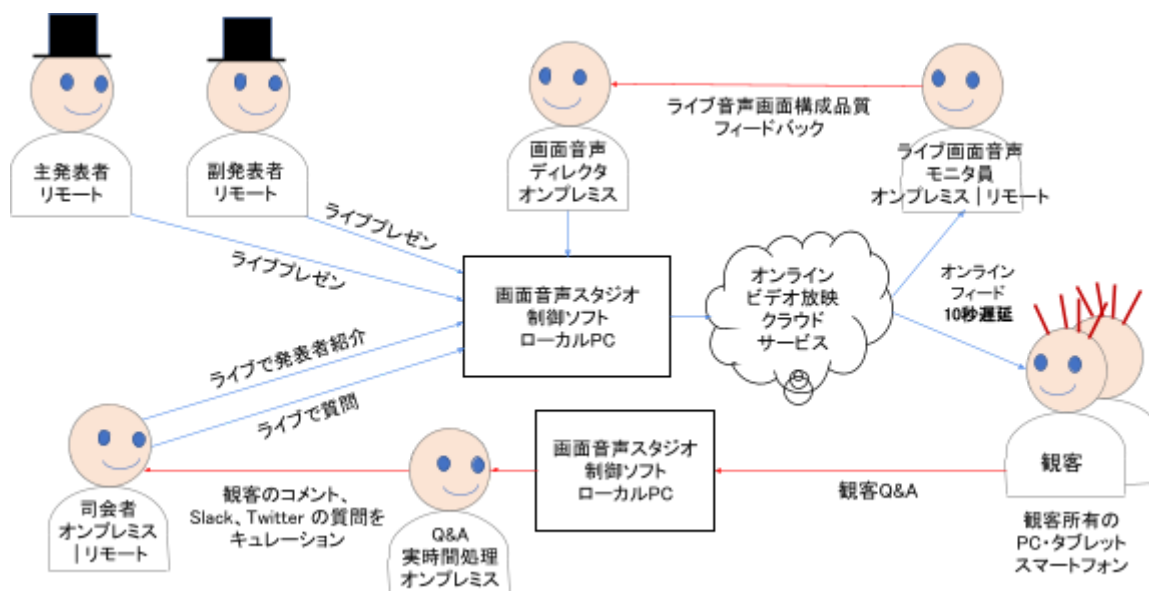 主発表者
リモート
副発表者
リモート
画面音声
ディレクタ
オンプレミス
ライブ音声画面構成品質
フィードバック
ライブ画面音声
モニタ員
オンプレミス | リモート
ライブプレゼン
ライブプレゼン
画面音声スタジオ
制御ソフト
ローカルPC
オンライン
ビデオ放映
クラウド
サービス
オンライン
フィード
10秒遅延
ライブで発表者紹介
ライブで質問
司会者
オンプレミス
| リモート
観客のコメント、
Slack、Twitter の質問を
キュレーション
Q&A
実時間処理
オンプレミス
画面音声スタジオ
制御ソフト
ローカルPC
観客Q&A
観客
観客所有の
PC・タブレット
スマートフォン